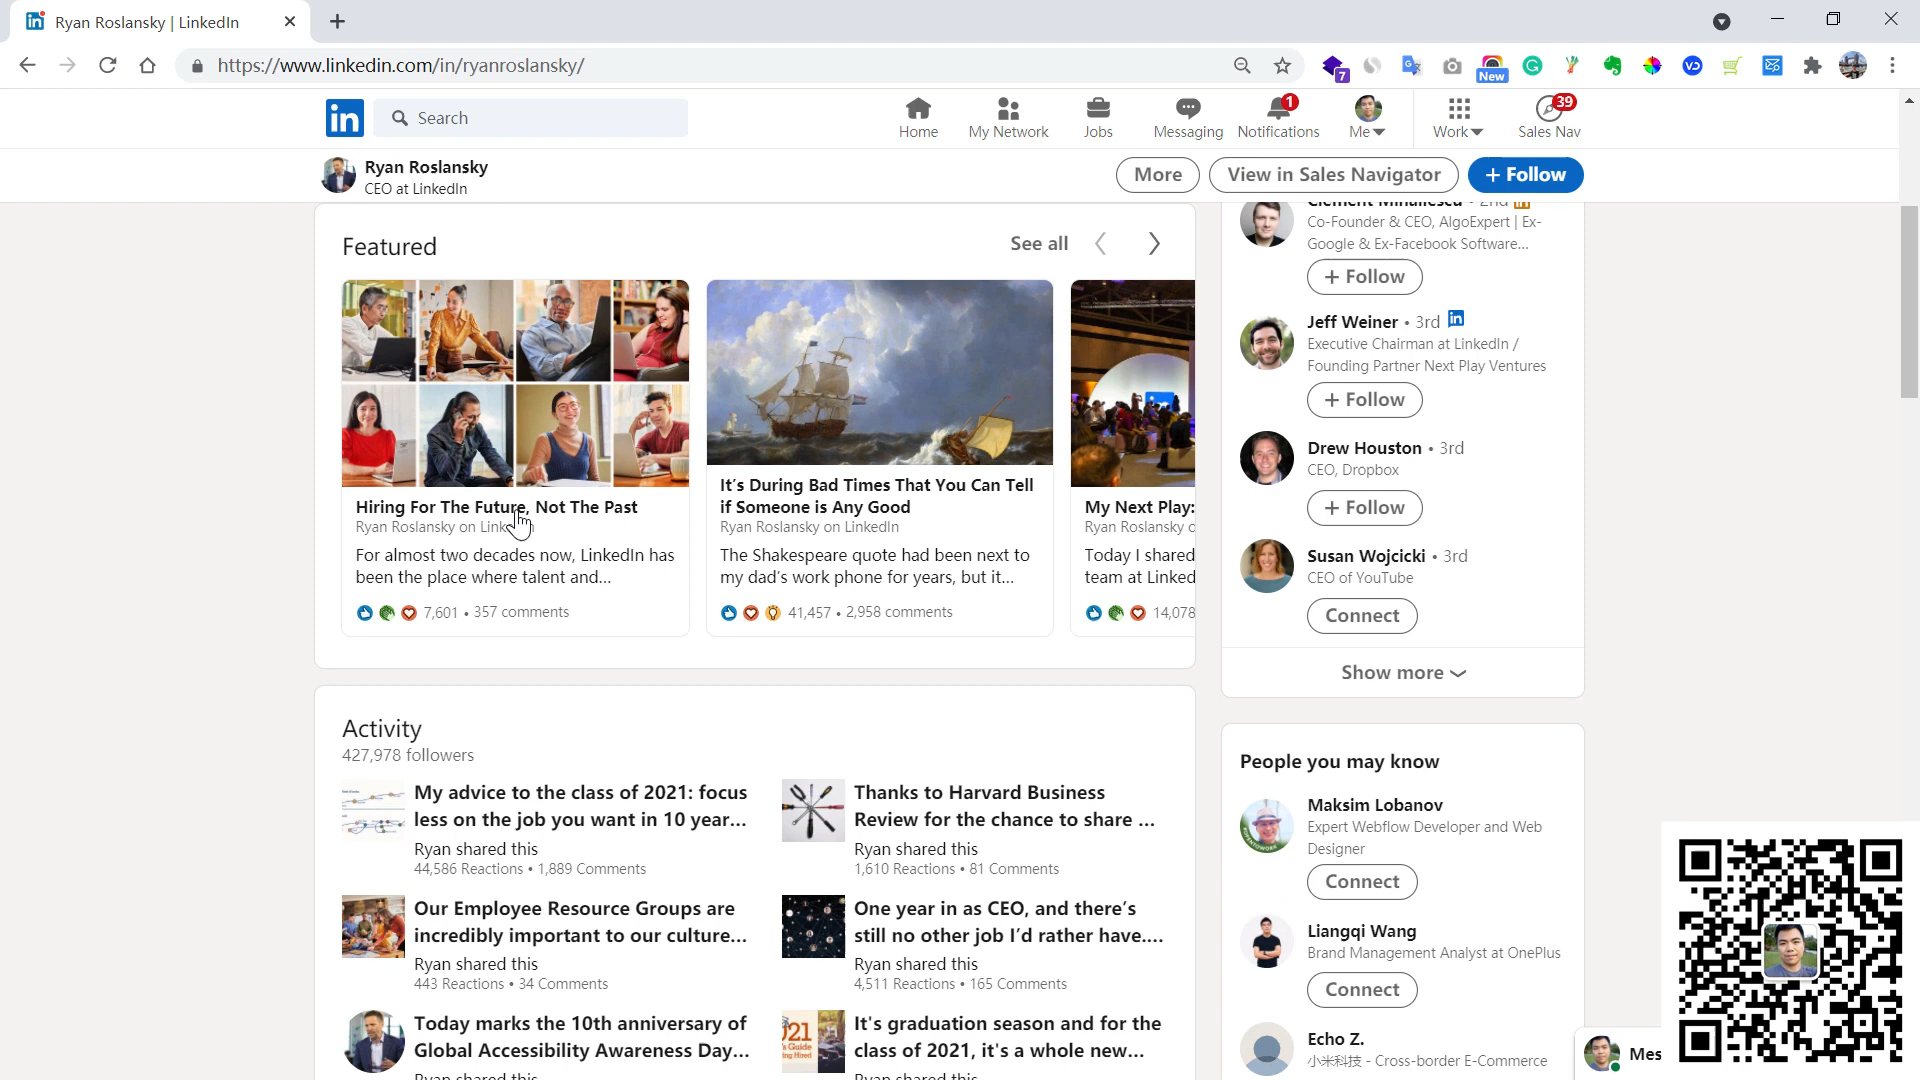 Ryan Roslansky | LinkedIn
https://www.linkedin.com/in/ryanroslansky/
7
New
Search
Home
My Network
Jobs
Messaging
1
Notifications
Me
Work
39
Sales Nav
Ryan Roslansky
CEO at LinkedIn
More
View in Sales Navigator
+ Follow
Featured
See all
Hiring For The Future, Not The Past
Ryan Roslansky on
For almost two decades now, LinkedIn has
been the place where talent and...
7,601 • 357 comments
It's During Bad Times That You Can Tell
if Someone is Any Good
Ryan Roslansky on LinkedIn
The Shakespeare quote had been next to
my dad's work phone for years, but it...
41,457 • 2,958 comments
My Next Play:
Ryan Roslansky
Today I shared
team at Linked
14,078
Activity
427,978 followers
My advice to the class of 2021: focus
less on the job you want in 10 year...
Ryan shared this
44,586 Reactions • 1,889 Comments
Thanks to Harvard Business
Review for the chance to share ...
Ryan shared this
1,610 Reactions • 81 Comments
Our Employee Resource Groups are
incredibly important to our culture...
Ryan shared this
443 Reactions • 34 Comments
One year in as CEO, and there's
still no other job I'd rather have....
Ryan shared this
4,511 Reactions • 165 Comments
Today marks the 10th anniversary of
Global Accessibility Awareness Day...
Ryan shared this
It's graduation season and for the
class of 2021, it's a whole new...
Ryan shared this
Clement Mihailescu • 2nd
Co-Founder & CEO, AlgoExpert | Ex-
Google & Ex-Facebook Software...
+ Follow
Jeff Weiner • 3rd
Executive Chairman at LinkedIn /
Founding Partner Next Play Ventures
+ Follow
Drew Houston • 3rd
CEO, Dropbox
+ Follow
Susan Wojcicki • 3rd
CEO of YouTube
Connect
Show more
People you may know
Maksim Lobanov
Expert Webflow Developer and Web
Designer
Connect
Liangqi Wang
Brand Management Analyst at OnePlus
Connect
Echo Z.
小米科技 - Cross-border E-Commerce
Mes